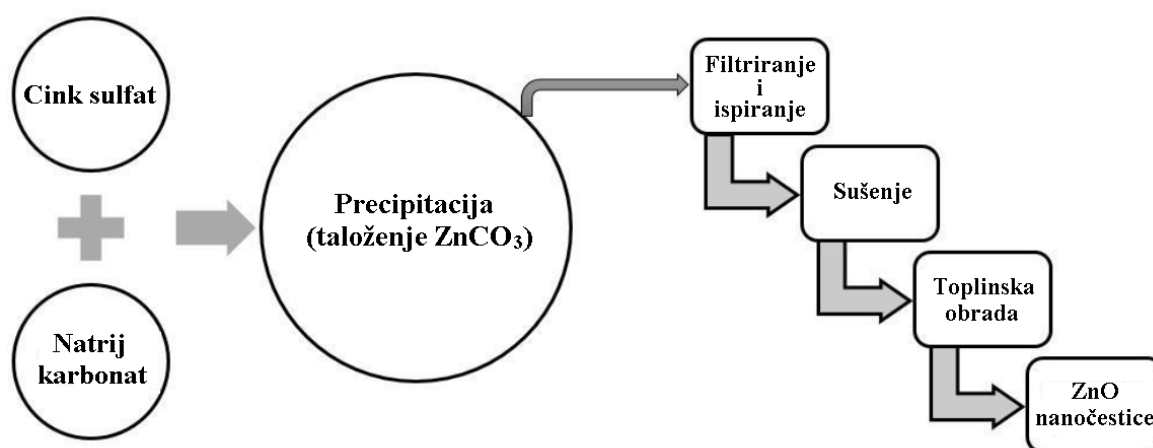 Cink sulfat
Natrij
karbonat
Precipitacija
(taloženje ZnCO₃)
Filtriranje
i
ispiranje
Sušenje
Toplinska
obrada
ZnO
nanočestice